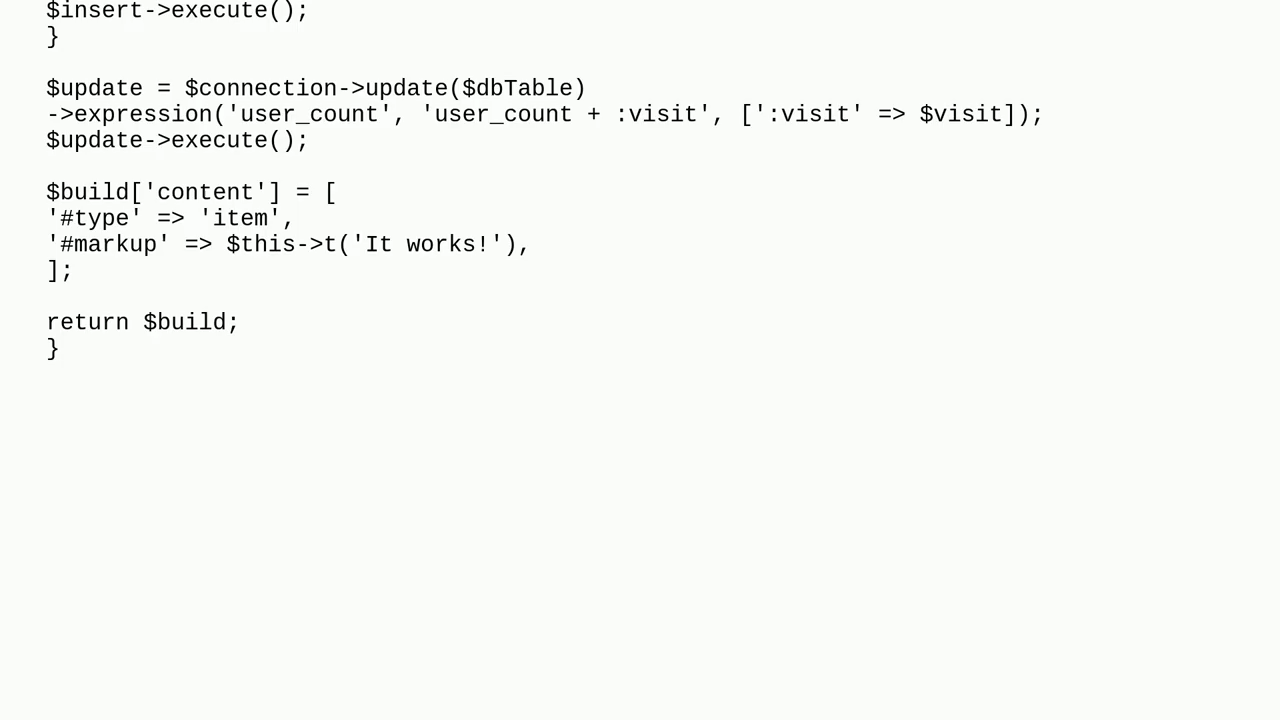 $insert->execute();
}
$update = $connection->update($dbTable)
->expression('user_count', 'user_count + :visit', [':visit' => $visit]);
$update->execute();
$build['content'] = [
'#type' => 'item',
'#markup' => $this->t('It works!'),
];
return $build;
}